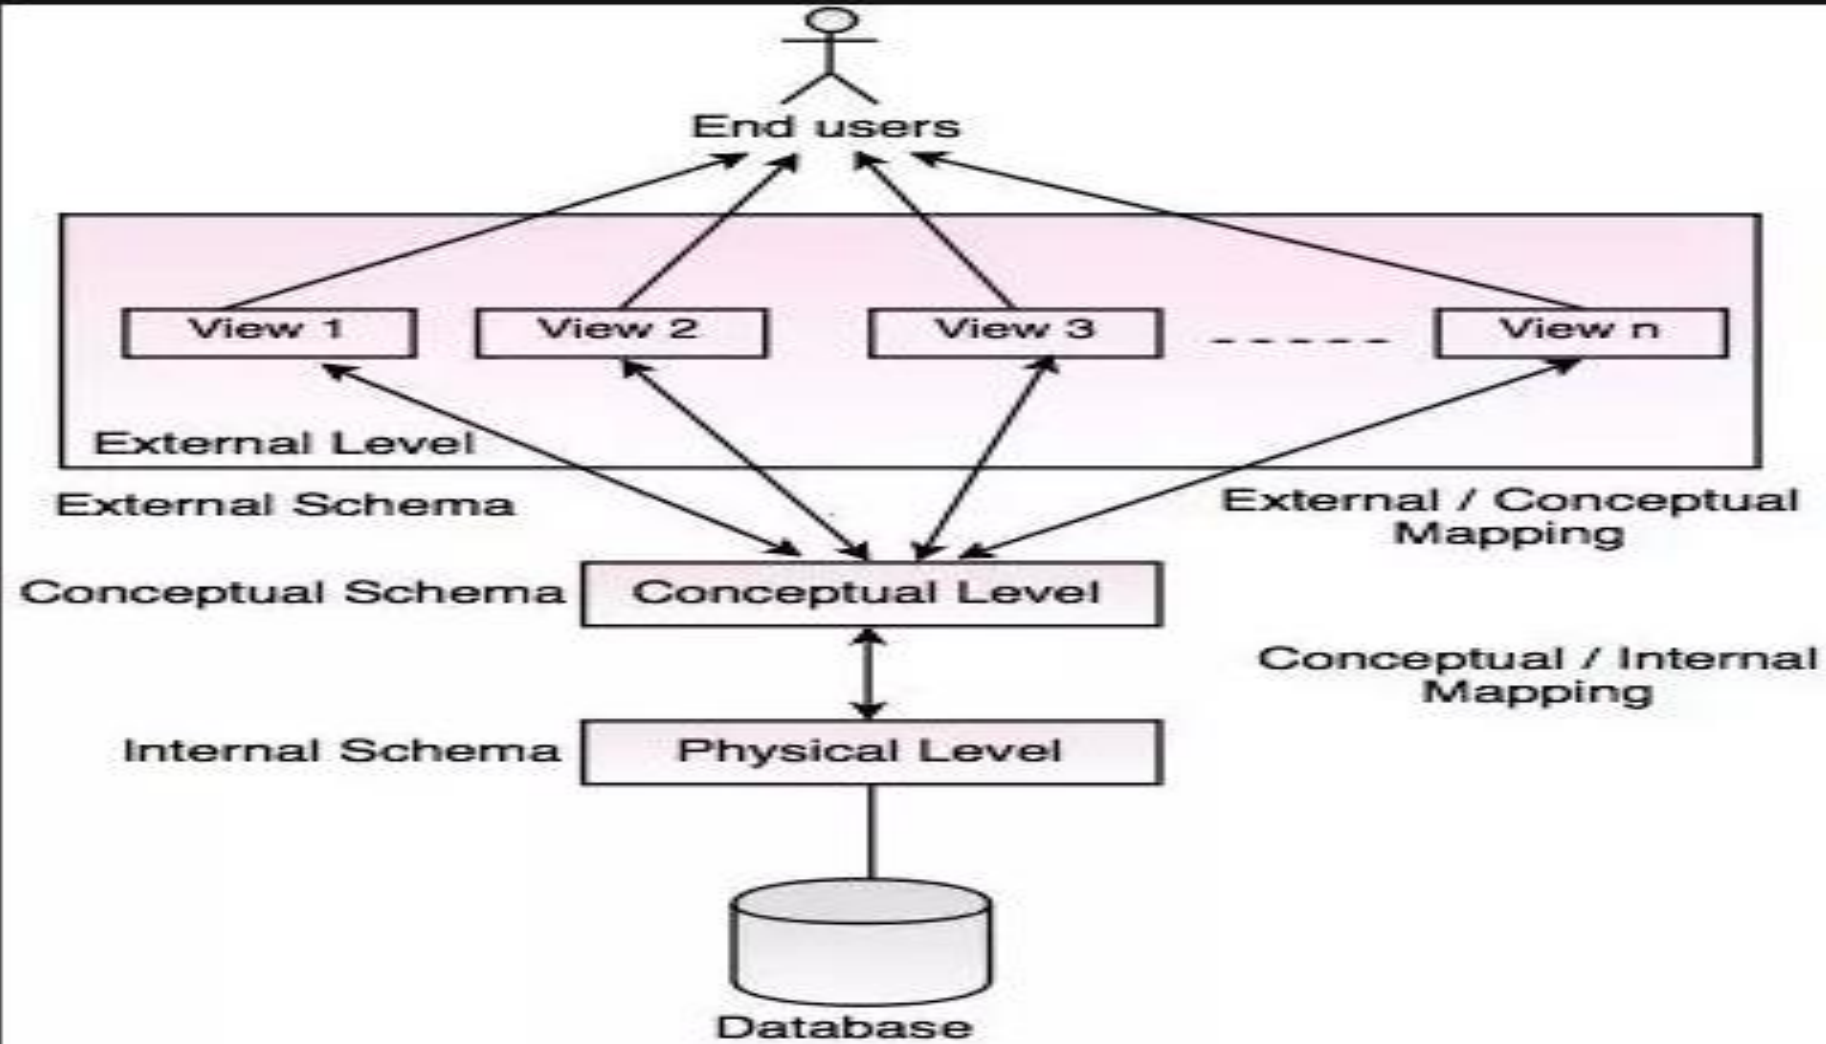 End users
View 1
View 2
View 3
View n
External Level
External Schema
External / Conceptual
Mapping
Conceptual Schema
Conceptual Level
Conceptual / Internal
Mapping
Internal Schema
Physical Level
Database